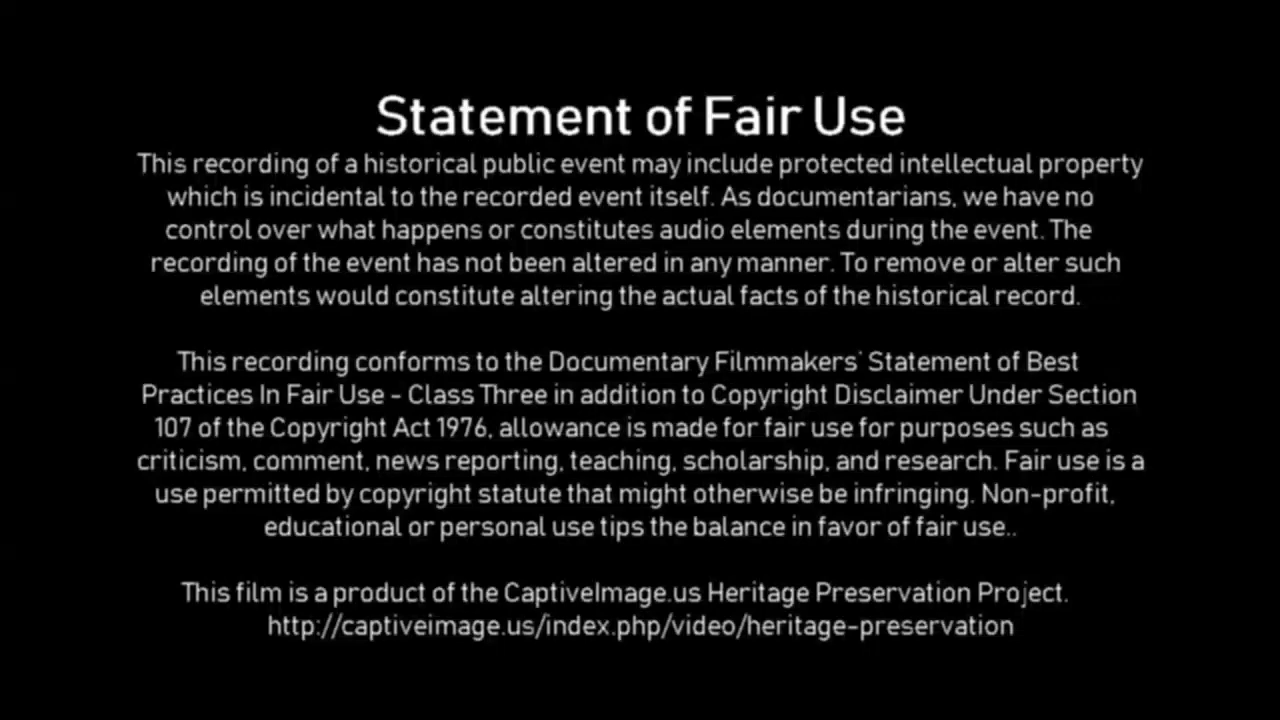 Statement of Fair Use
This recording of a historical public event may include protected intellectual property
which is incidental to the recorded event itself. As documentarians, we have no
control over what happens or constitutes audio elements during the event. The
recording of the event has not been altered in any manner. To remove or alter such
elements would constitute altering the actual facts of the historical record.
This recording conforms to the Documentary Filmmakers' Statement of Best
Practices In Fair Use - Class Three in addition to Copyright Disclaimer Under Section
107 of the Copyright Act 1976, allowance is made for fair use for purposes such as
criticism, comment, news reporting, teaching, scholarship, and research. Fair use is a
use permitted by copyright statute that might otherwise be infringing. Non-profit,
educational or personal use tips the balance in favor of fair use..
This film is a product of the CaptiveImage.us Heritage Preservation Project.
http://captiveimage.us/index.php/video/heritage-preservation